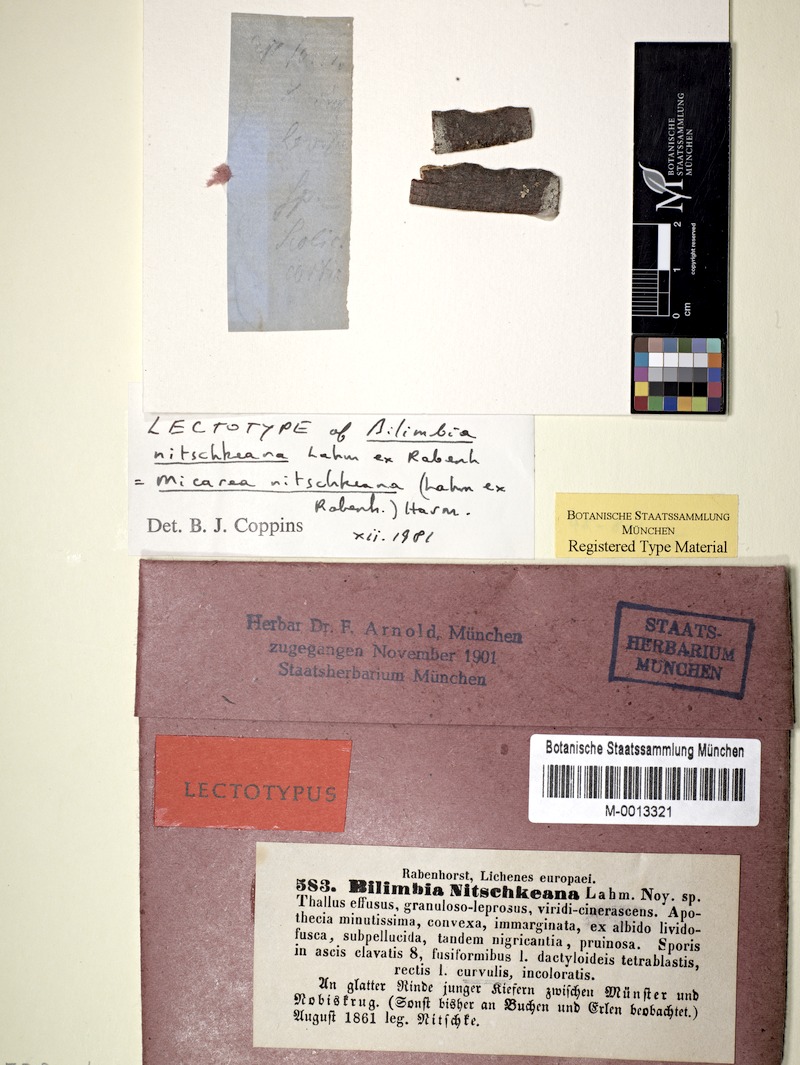 BOTANISCHE
STAATSSAMMLUNG
MÜNCHEN
copyright reserved
0 1 2
cm
LECTOTYPE of Bilimbia
nitschkeana Lahm ex Rabenh
= Micarea nitschkeana (Lahm ex
Rabenh.) Harm.
Det. B. J. Coppins
xii. 1981
BOTANISCHE STAATSSAMMLUNG
MÜNCHEN
Registered Type Material
Herbar Dr. F. Arnold, München
zugegangen November 1901
Staatsherbarium München
STAATS-
HERBARIUM
MÜNCHEN
LECTOTYPUS
Botanische Staatssammlung München
M-0013321
Rabenhorst, Lichenes europaei.
583. Bilimbia Nitschkeana Lahm. Nov. sp.
Thallus effusus, granuloso-leprosus, viridi-cinerascens. Apo-
thecia minutissima, convexa, immarginata, ex albido livido-
fusca, subpellucida, tandem nigricantia, pruinosa. Sporis
in ascis clavatis 8, fusiformibus l. dactyloideis tetrablastis,
rectis l. curvulis, incoloratis.
An glatter Rinde junger Kiefern zwischen Münster und
Nobiskrug. (Sonst bisher an Buchen und Erlen beobachtet.)
August 1861 leg. Nitschke.